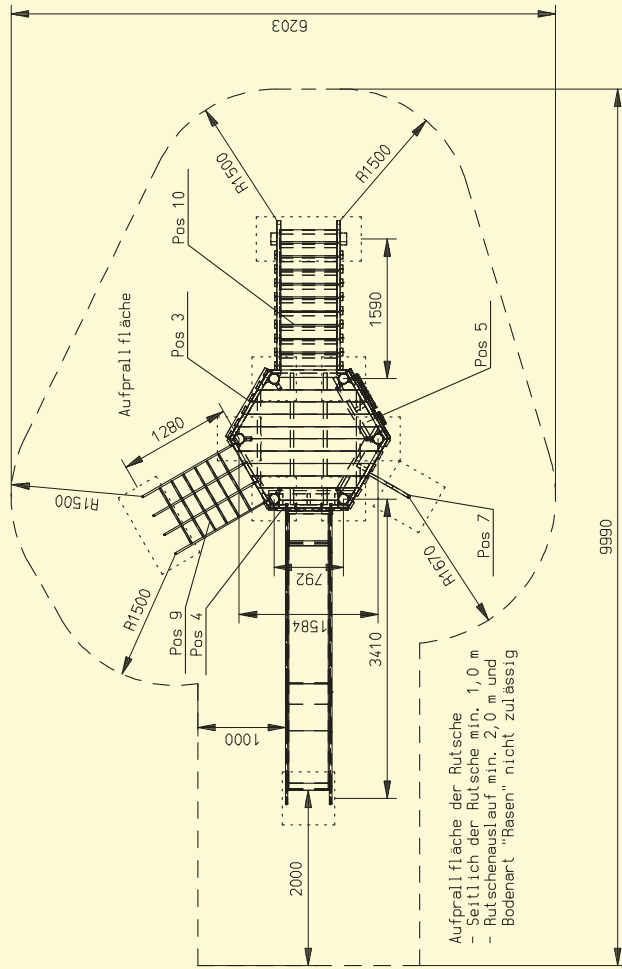 6203
R1500
R1500
Pos 10
Aufprallfläche
Pos 3
1280
1590
Pos 5
R1500
R1500
Pos 9
Pos 4
792
1584
3410
R1670
Pos 7
9990
1000
2000
Aufprallfläche der Rutsche
- Seitlich der Rutsche min. 1,0 m
- Rutschenauslauf min. 2,0 m und
Bodenart "Rasen" nicht zulässig